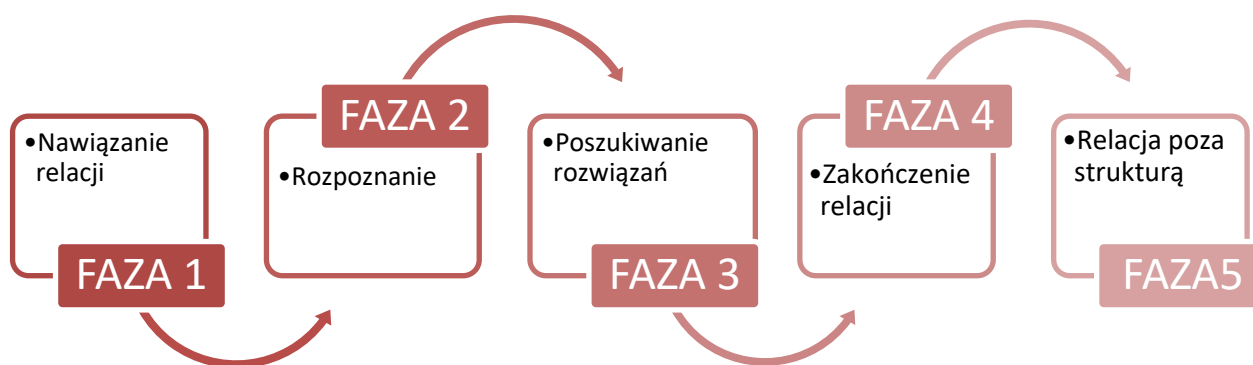 •Nawiązanie
relacji
FAZA 1
FAZA 2
•Rozpoznanie
•Poszukiwanie
rozwiązań
FAZA 3
FAZA 4
•Zakończenie
relacji
•Relacja poza
strukturą
FAZA5